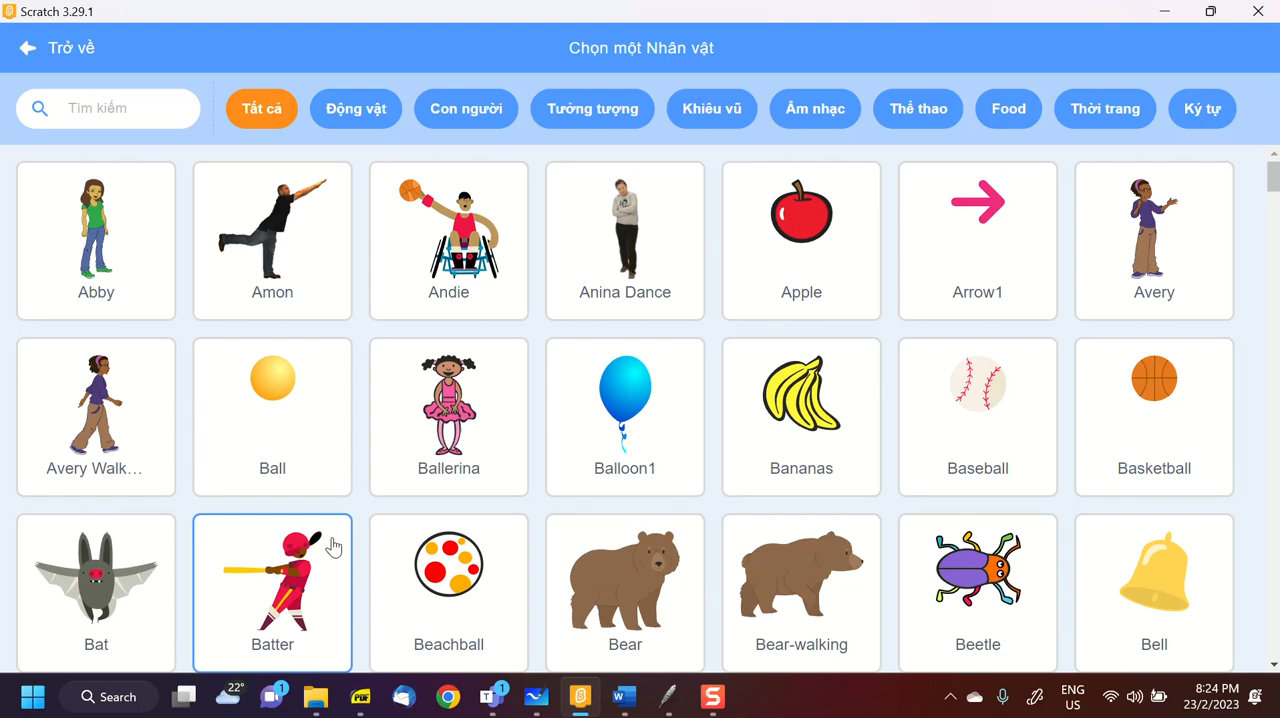 Scratch 3.29.1
Trở về
Chọn một Nhân vật
Tìm kiếm
Tất cả
Động vật
Con người
Tưởng tượng
Khiêu vũ
Âm nhạc
Thể thao
Food
Thời trang
Ký tự
Abby
Amon
Andie
Anina Dance
Apple
Arrow1
Avery
Avery Walk…
Ball
Ballerina
Balloon1
Bananas
Baseball
Basketball
Bat
Batter
Beachball
Bear
Bear-walking
Beetle
Bell
Search
22°
1
PDF
1
ENG
US
8:24 PM
23/2/2023